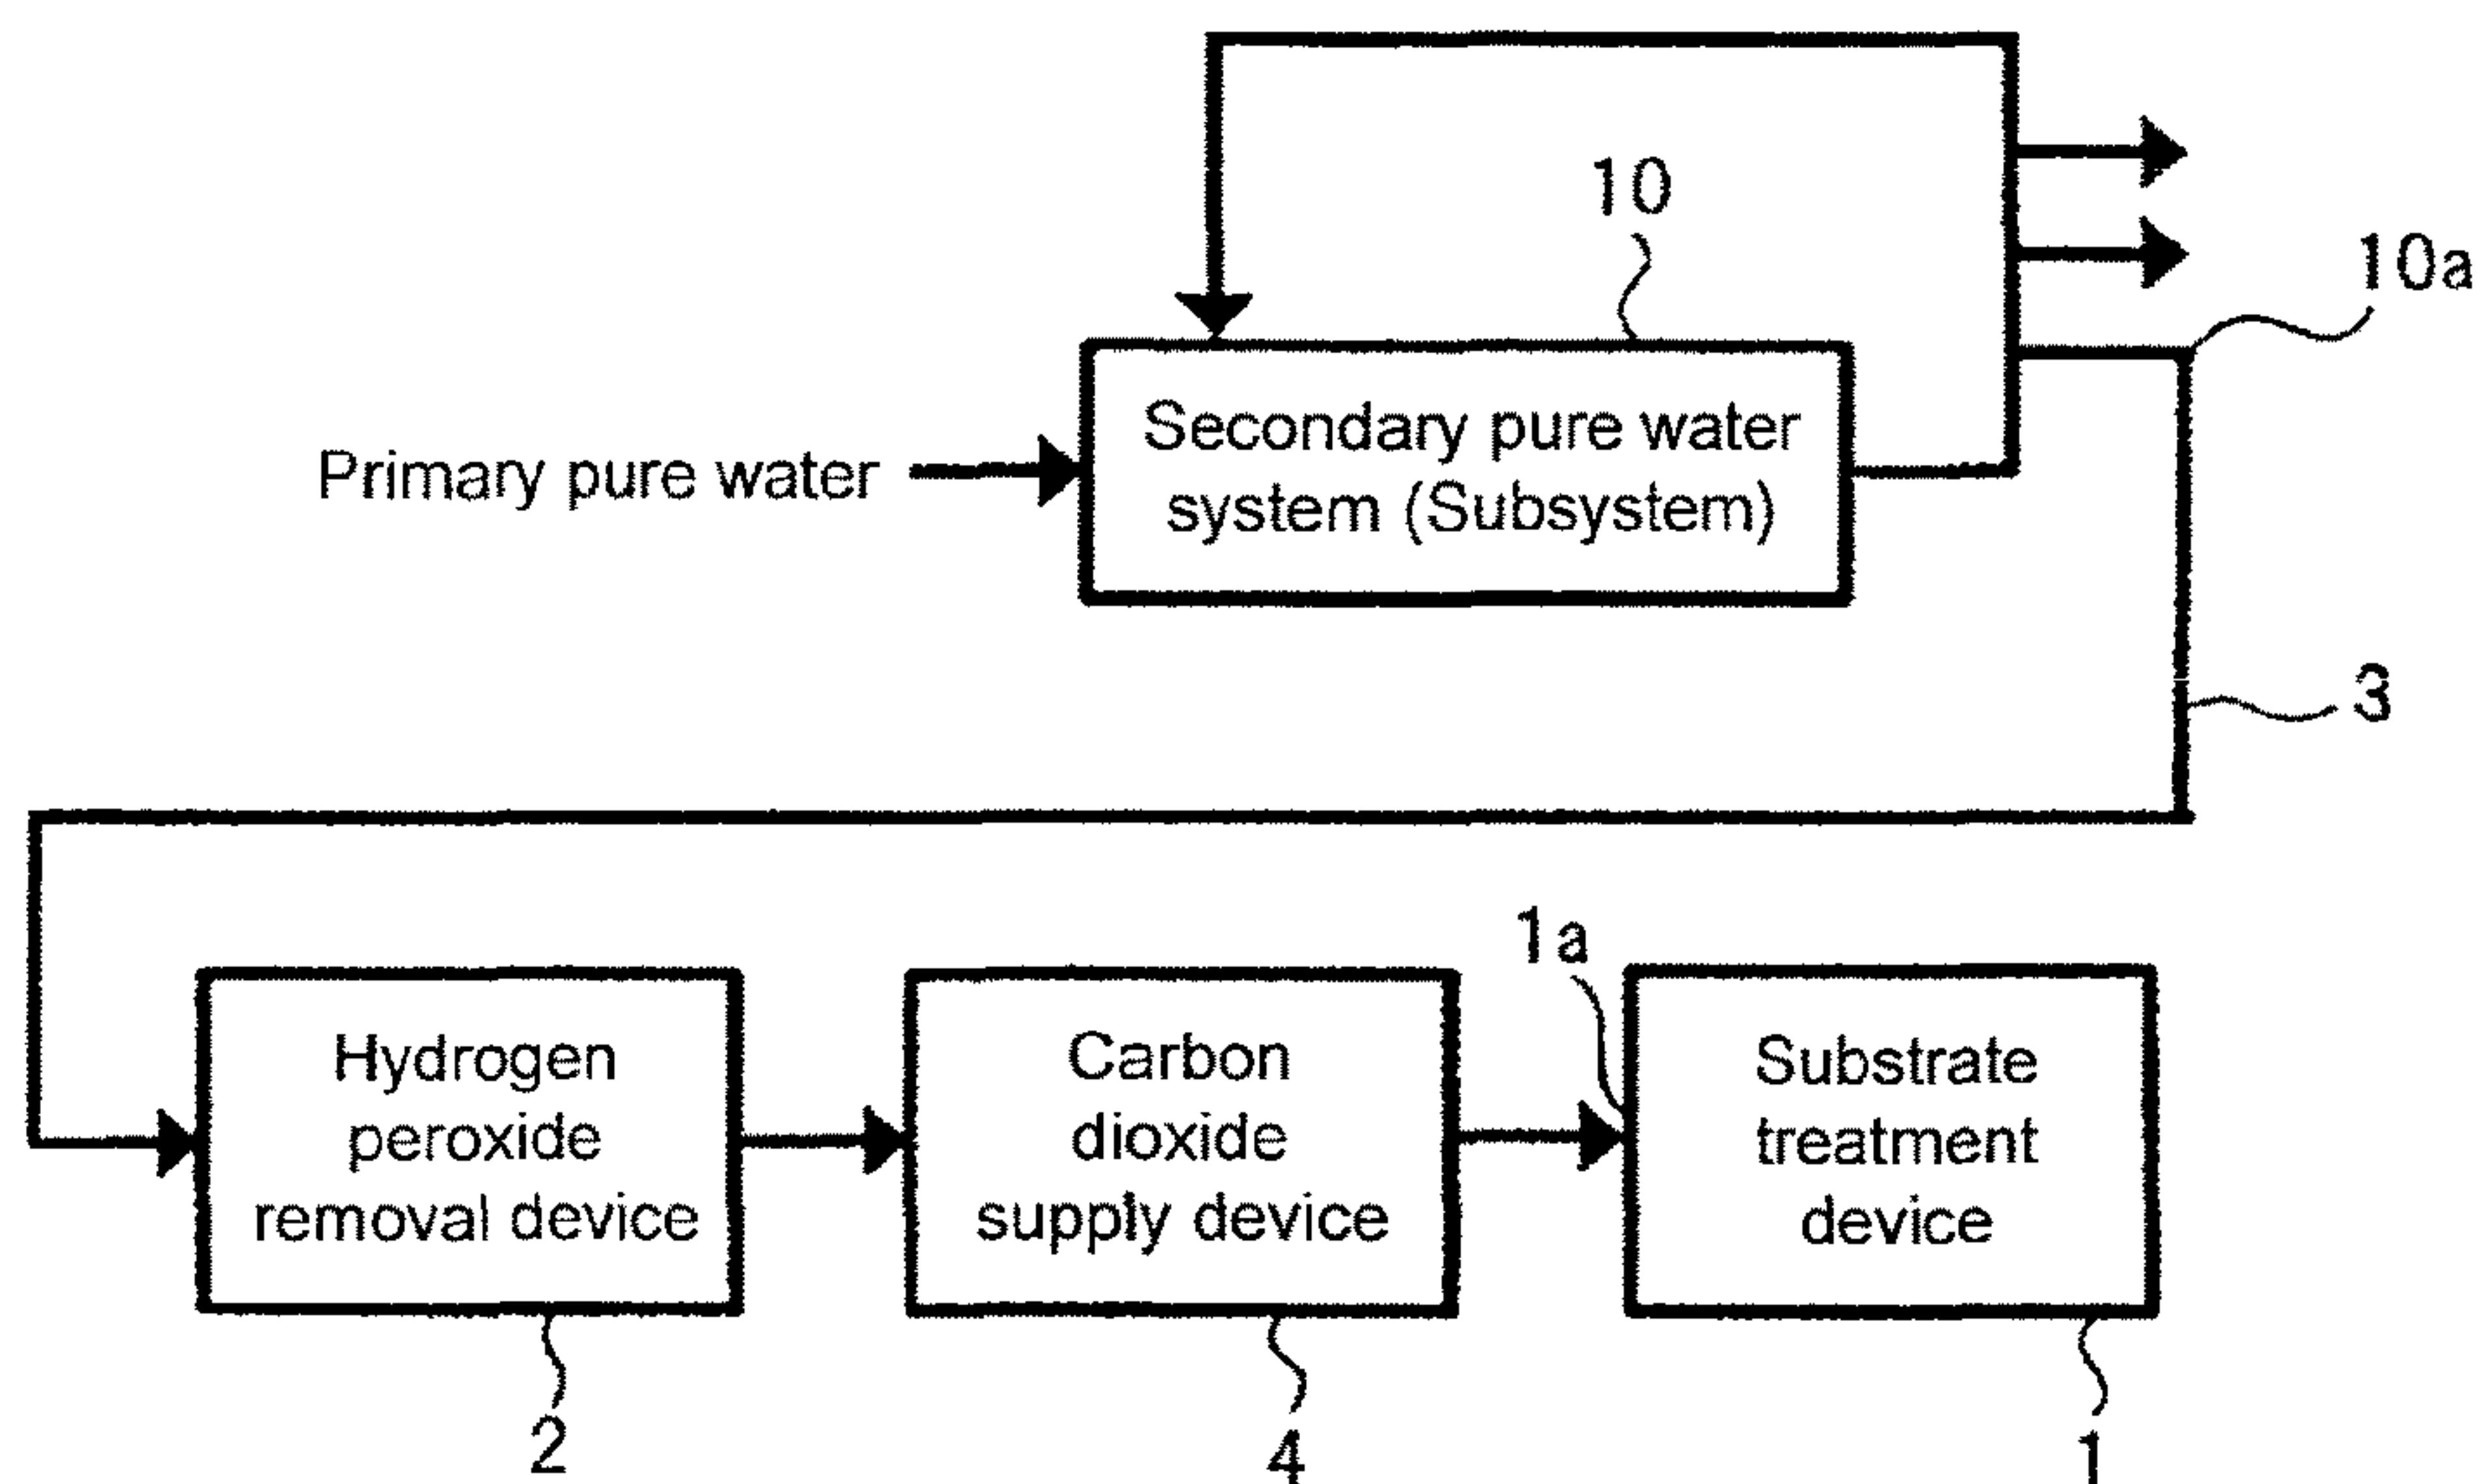 10
10a
Primary pure water
Secondary pure water
system (Subsystem)
3
1a
Hydrogen
peroxide
removal device
Carbon
dioxide
supply device
Substrate
treatment
device
2
4
1